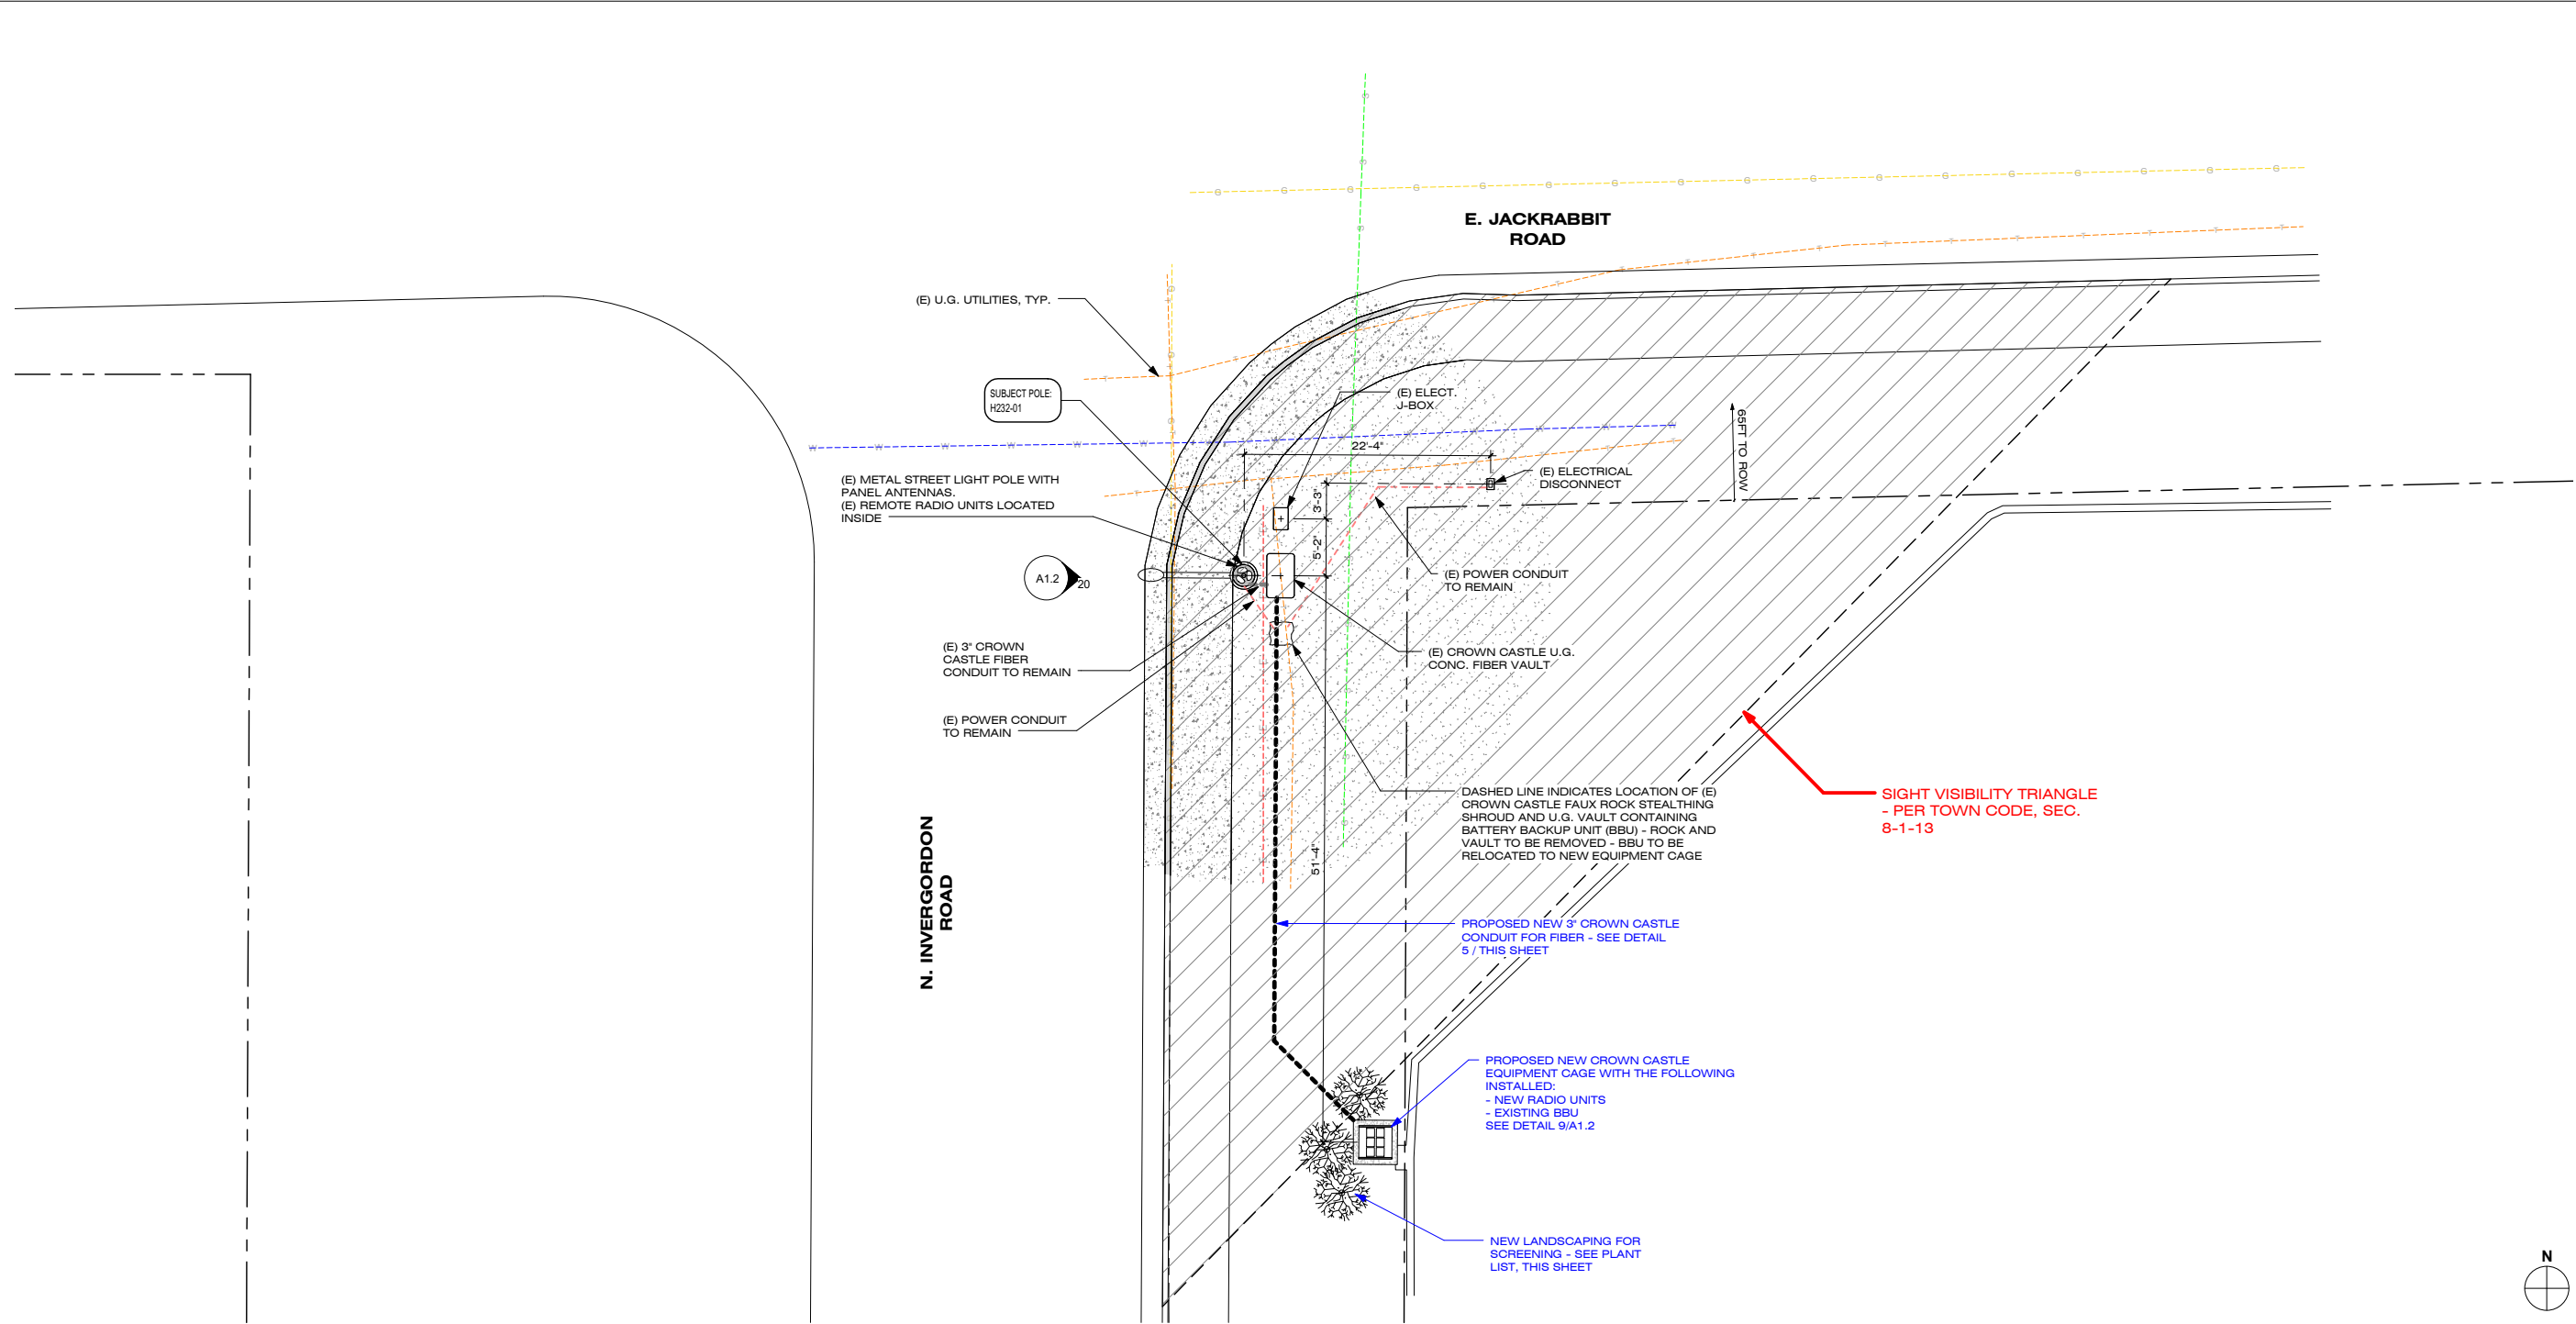 E. JACKRABBIT
ROAD
(E) U.G. UTILITIES, TYP.
SUBJECT POLE:
H232-01
(E) ELECT.
J-BOX
65FT TO ROW
22'-4"
(E) METAL STREET LIGHT POLE WITH
PANEL ANTENNAS.
(E) REMOTE RADIO UNITS LOCATED
INSIDE
(E) ELECTRICAL
DISCONNECT
3'-3"
5'-2"
A1.2
20
(E) POWER CONDUIT
TO REMAIN
(E) 3" CROWN
CASTLE FIBER
CONDUIT TO REMAIN
(E) CROWN CASTLE U.G.
CONC. FIBER VAULT
(E) POWER CONDUIT
TO REMAIN
DASHED LINE INDICATES LOCATION OF (E)
CROWN CASTLE FAUX ROCK STEALTHING
SHROUD AND U.G. VAULT CONTAINING
BATTERY BACKUP UNIT (BBU) - ROCK AND
VAULT TO BE REMOVED - BBU TO BE
RELOCATED TO NEW EQUIPMENT CAGE
SIGHT VISIBILITY TRIANGLE
- PER TOWN CODE, SEC.
8-1-13
51'-4"
N. INVERGORDON
ROAD
PROPOSED NEW 3" CROWN CASTLE
CONDUIT FOR FIBER - SEE DETAIL
5 / THIS SHEET
PROPOSED NEW CROWN CASTLE
EQUIPMENT CAGE WITH THE FOLLOWING
INSTALLED:
- NEW RADIO UNITS
- EXISTING BBU
SEE DETAIL 9/A1.2
NEW LANDSCAPING FOR
SCREENING - SEE PLANT
LIST, THIS SHEET
N